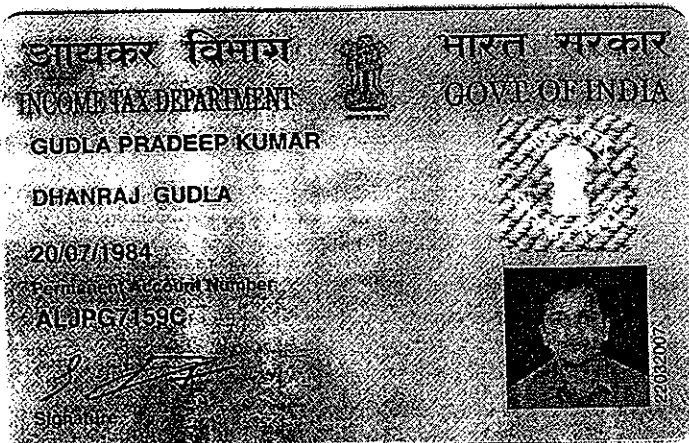 आयकर विभाग
भारत सरकार
INCOME TAX DEPARTMENT
GOVT. OF INDIA
GUDLA PRADEEP KUMAR
DHANRAJ GUDLA
20/07/1984
Permanent Account Number
ALJPG7159C
Signature
22032007